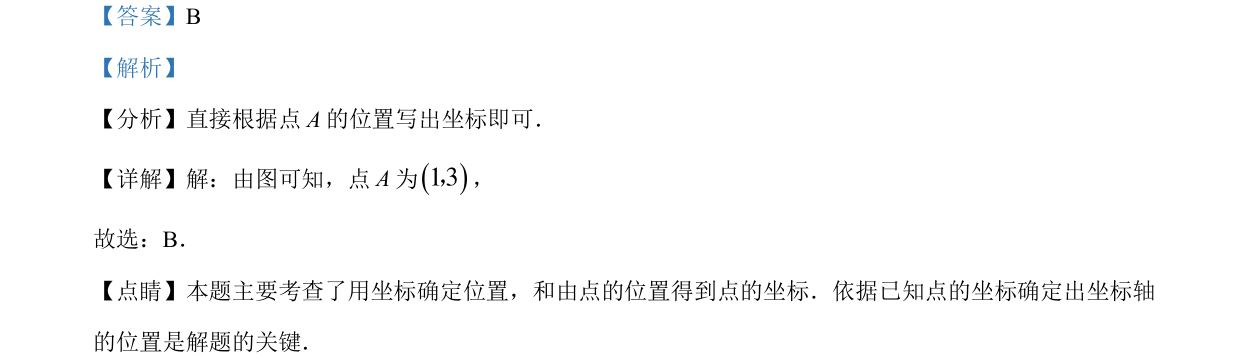 【答案】B
【解析】
【分析】直接根据点 A 的位置写出坐标即可．
【详解】解：由图可知，点 A 为(1,3)，
故选：B．
【点睛】本题主要考查了用坐标确定位置，和由点的位置得到点的坐标．依据已知点的坐标确定出坐标轴
的位置是解题的关键．